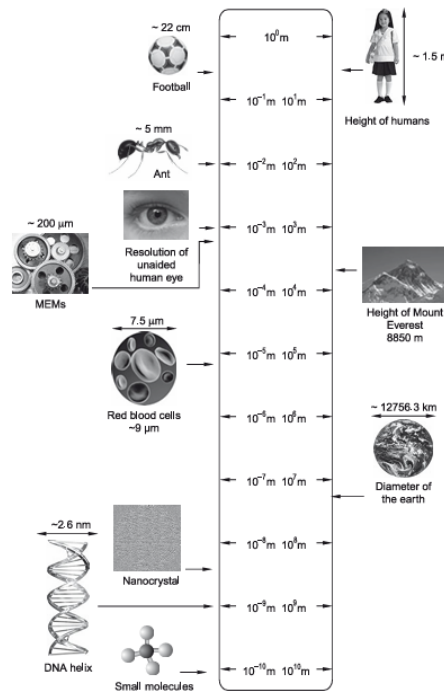 ~ 22 cm
Football
10⁰m
~ 1.5 m
Height of humans
10⁻¹m 10¹m
~ 5 mm
Ant
10⁻²m 10²m
Resolution of
unaided
human eye
10⁻³m 10³m
~ 200 μm
MEMs
10⁻⁴m 10⁴m
Height of Mount
Everest
8850 m
7.5 μm
Red blood cells
~9 μm
10⁻⁵m 10⁵m
10⁻⁶m 10⁶m
~ 12756.3 km
Diameter of
the earth
10⁻⁷m 10⁷m
Nanocrystal
10⁻⁸m 10⁸m
~2.6 nm
DNA helix
10⁻⁹m 10⁹m
Small molecules
10⁻¹⁰m 10¹⁰m